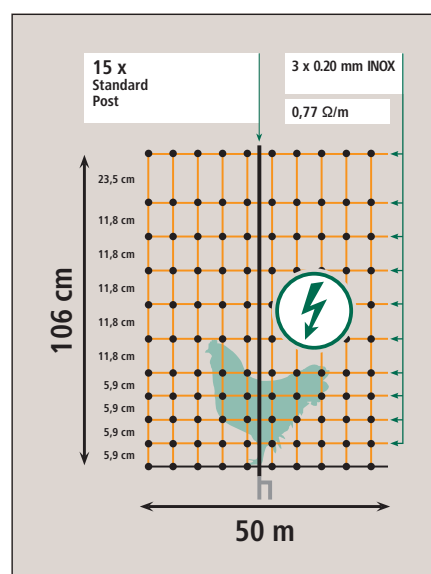 15 x
Standard
Post
3 x 0.20 mm INOX
0,77 Ω/m
23,5 cm
11,8 cm
11,8 cm
11,8 cm
11,8 cm
11,8 cm
5,9 cm
5,9 cm
5,9 cm
5,9 cm
106 cm
50 m